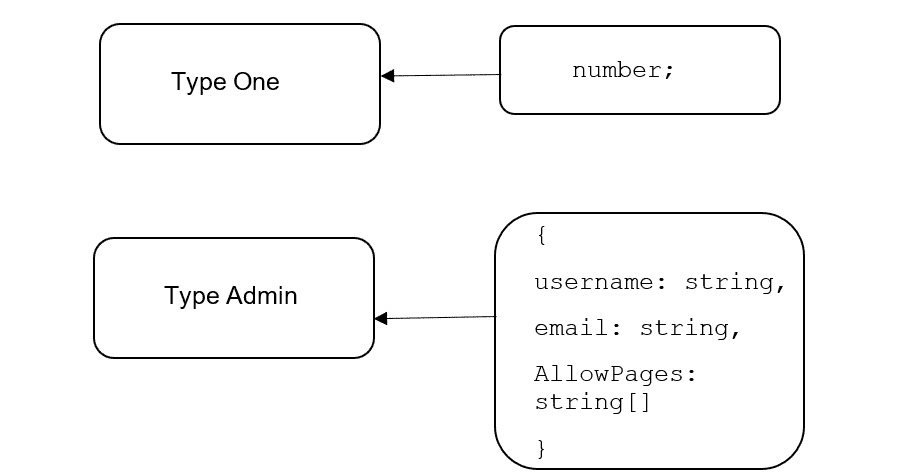 Type One
number;
Type Admin
{
username: string,
email: string,
AllowPages:
string[]
}